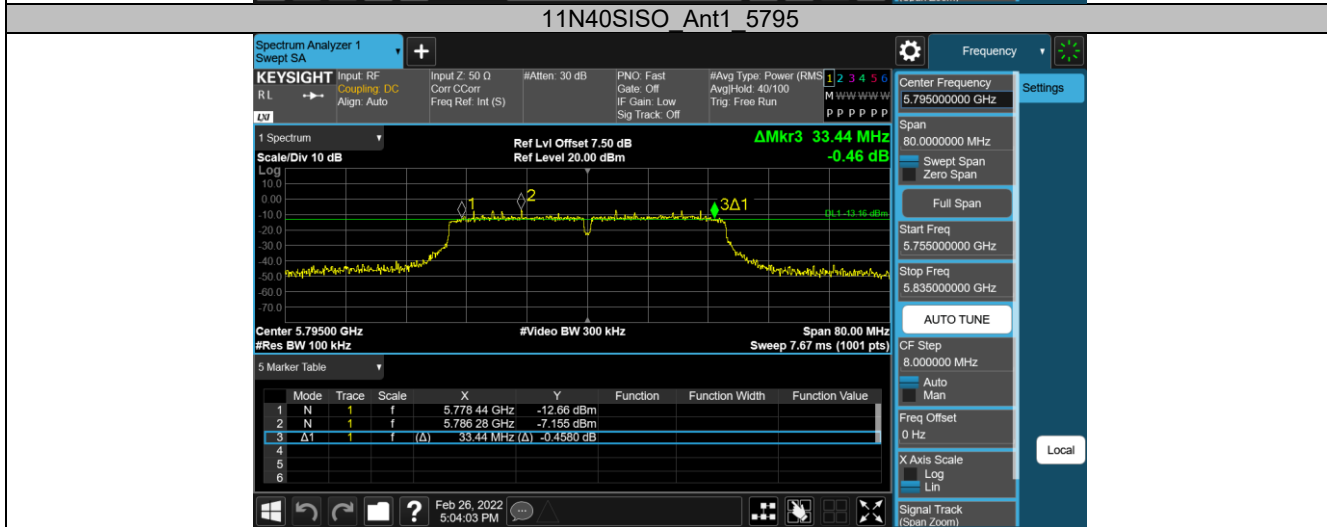 (Span Zoom)
11N40SISO_Ant1_5795
Spectrum Analyzer 1
Swept SA
+
Frequency
KEYSIGHT
RL
LXI
Input: RF
Coupling: DC
Align: Auto
Input Z: 50 Ω
Corr CCorr
Freq Ref: Int (S)
#Atten: 30 dB
PNO: Fast
Gate: Off
IF Gain: Low
Sig Track: Off
#Avg Type: Power (RMS
Avg|Hold: 40/100
Trig: Free Run
1 2 3 4 5 6
M W W W W W
P P P P P P
Center Frequency
5.795000000 GHz
Settings
Span
80.0000000 MHz
Swept Span
Zero Span
Full Span
Start Freq
5.755000000 GHz
Stop Freq
5.835000000 GHz
AUTO TUNE
CF Step
8.000000 MHz
Auto
Man
Freq Offset
0 Hz
X Axis Scale
Log
Lin
Local
Signal Track
(Span Zoom)
1 Spectrum
Scale/Div 10 dB
Ref Lvl Offset 7.50 dB
Ref Level 20.00 dBm
ΔMkr3 33.44 MHz
-0.46 dB
Log
10.0
0.00
-10.0
-20.0
-30.0
-40.0
-50.0
-60.0
-70.0
1
2
3Δ1
DL1 -13.16 dBm
Center 5.79500 GHz
#Video BW 300 kHz
Span 80.00 MHz
#Res BW 100 kHz
Sweep 7.67 ms (1001 pts)
5 Marker Table
Mode Trace Scale X Y Function Function Width Function Value
1 N 1 f 5.778 44 GHz -12.66 dBm
2 N 1 f 5.786 28 GHz -7.155 dBm
3 Δ1 1 f (Δ) 33.44 MHz (Δ) -0.4580 dB
4
5
6
?
Feb 26, 2022
5:04:03 PM